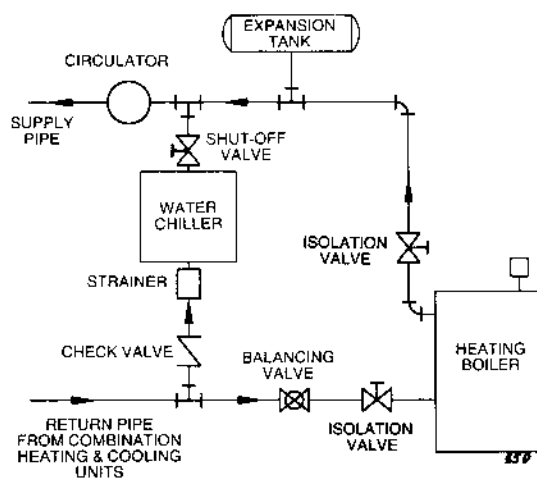 EXPANSION
TANK
CIRCULATOR
SUPPLY
PIPE
SHUT-OFF
VALVE
WATER
CHILLER
ISOLATION
VALVE
STRAINER
CHECK VALVE
BALANCING
VALVE
HEATING
BOILER
RETURN PIPE
FROM COMBINATION
HEATING & COOLING
UNITS
ISOLATION
VALVE